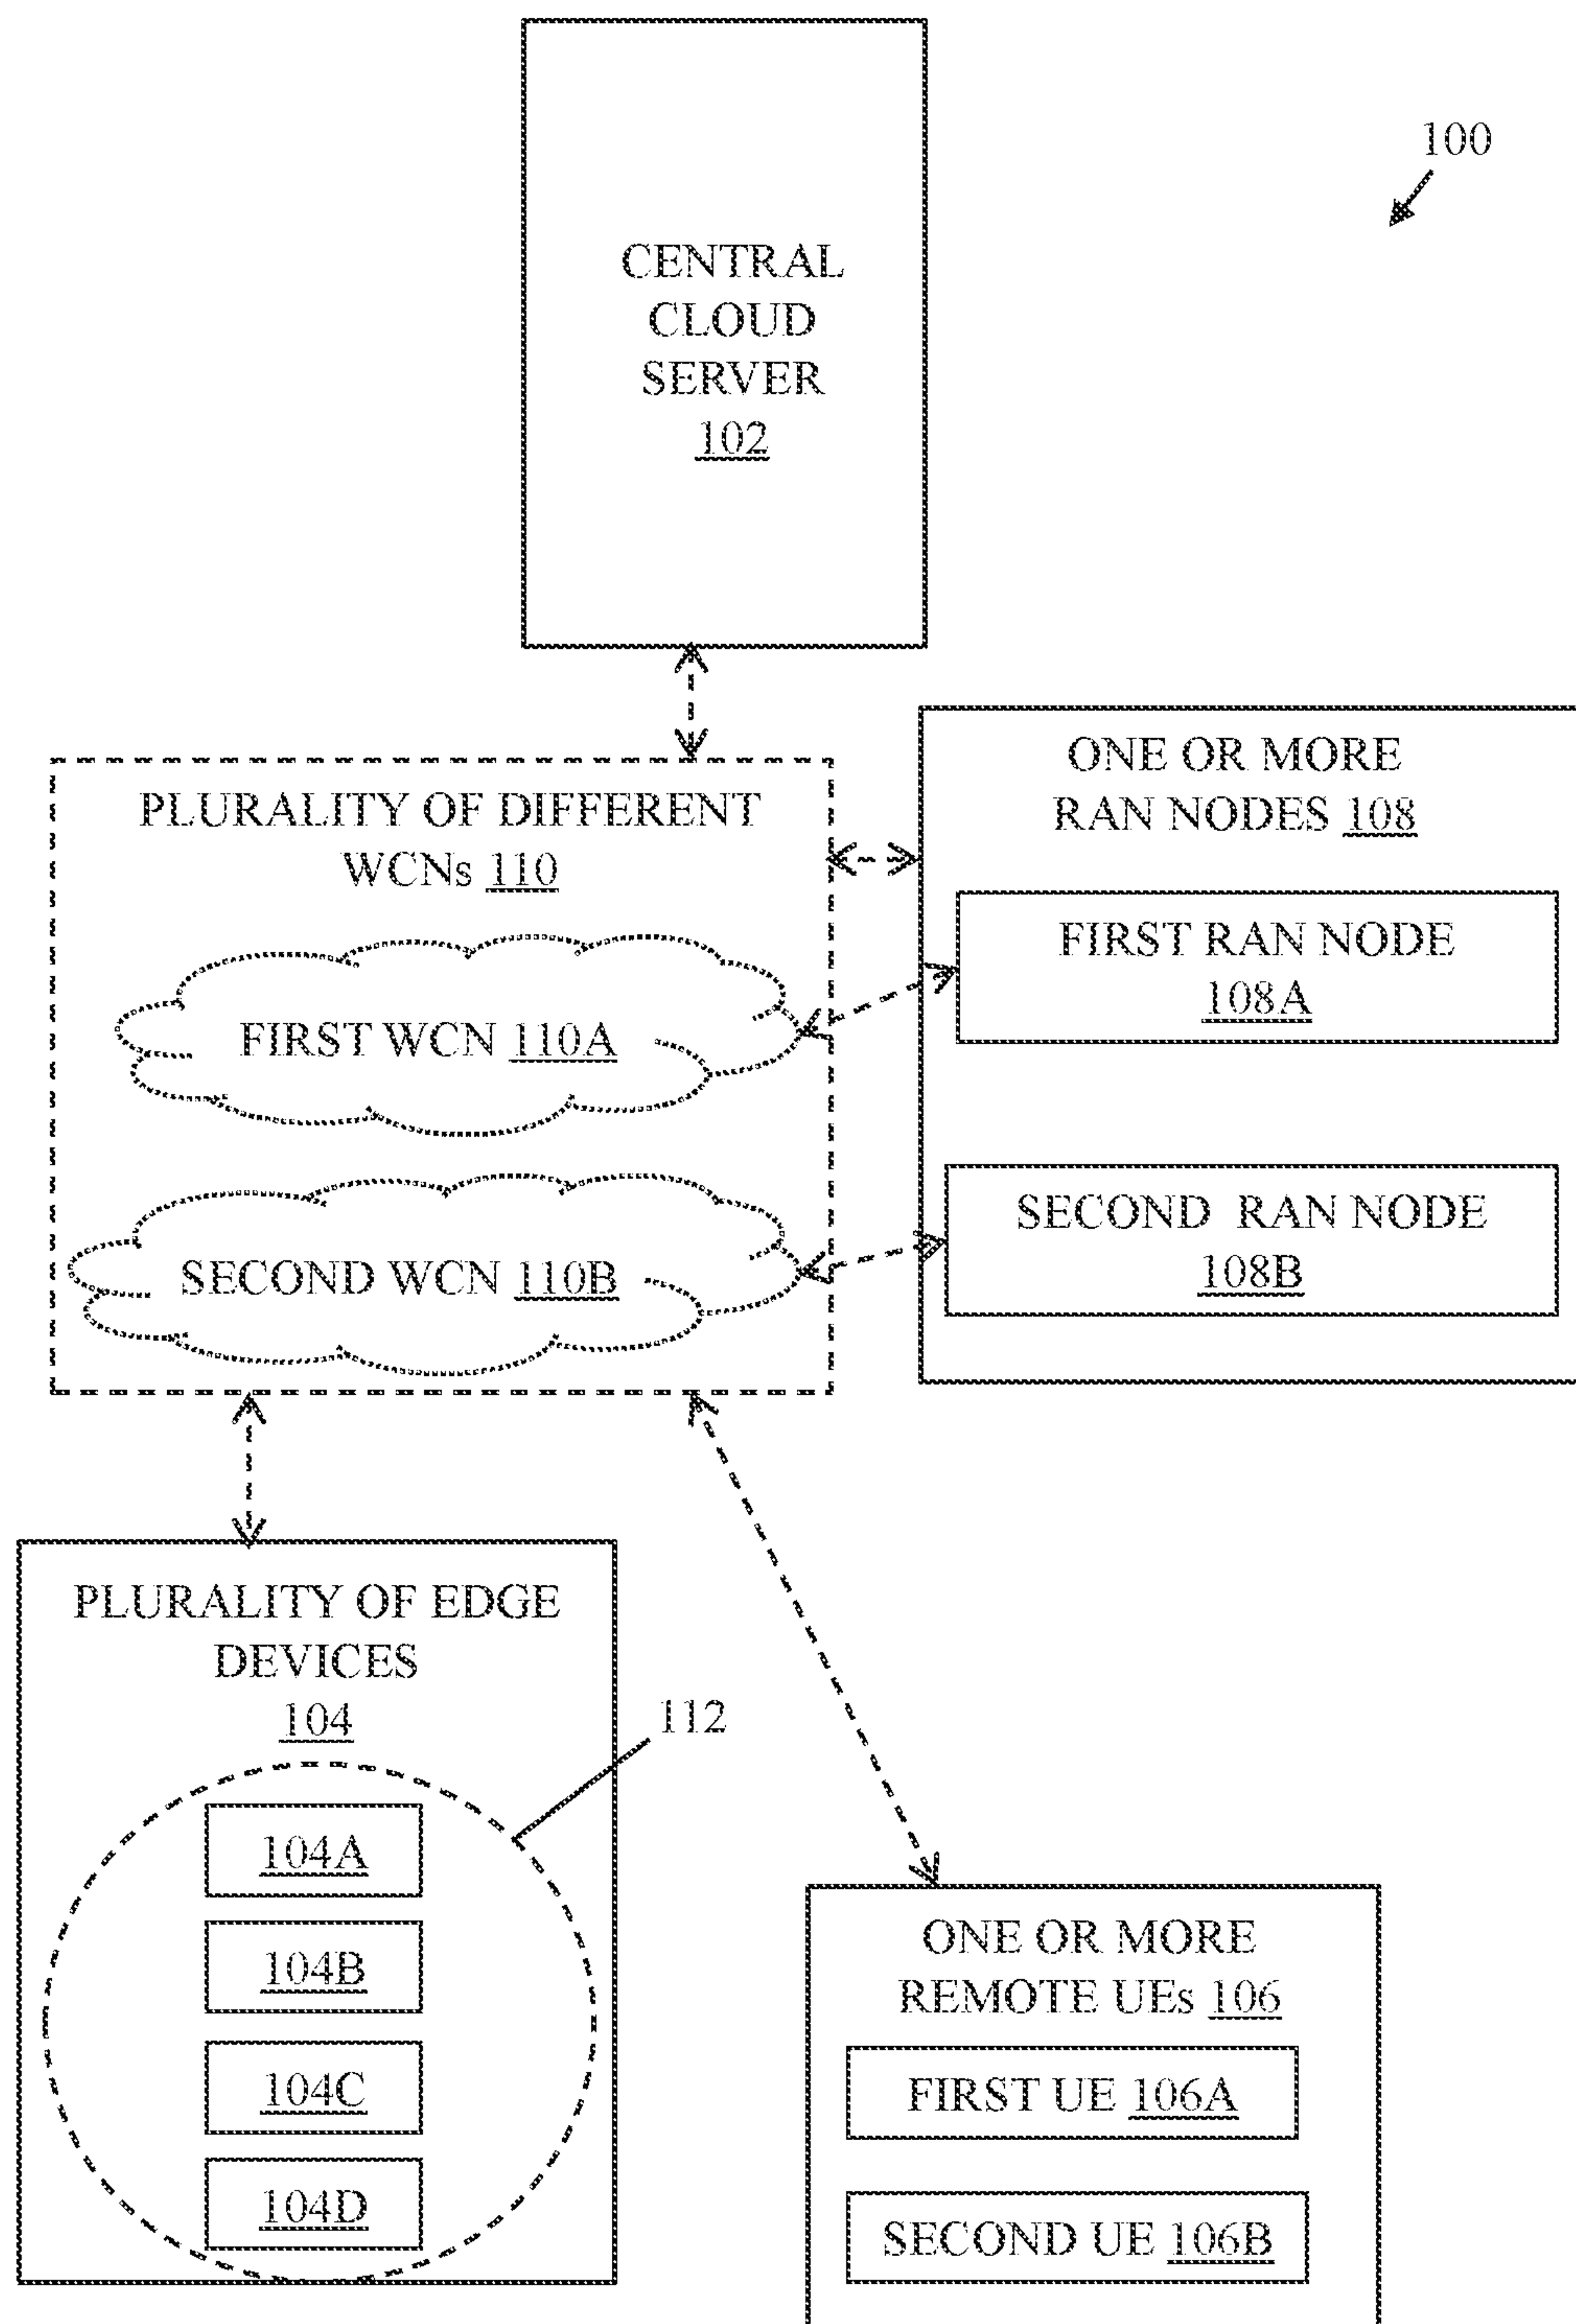 CENTRAL
CLOUD
SERVER
102
100
PLURALITY OF DIFFERENT
WCNs 110
FIRST WCN 110A
SECOND WCN 110B
ONE OR MORE
RAN NODES 108
FIRST RAN NODE
108A
SECOND RAN NODE
108B
PLURALITY OF EDGE
DEVICES
104
112
104A
104B
104C
104D
ONE OR MORE
REMOTE UEs 106
FIRST UE 106A
SECOND UE 106B